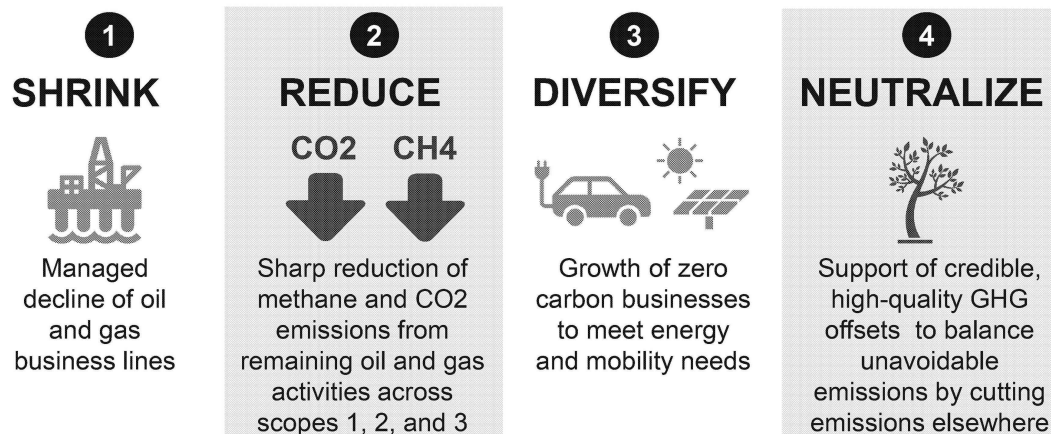 1
SHRINK
Managed
decline of oil
and gas
business lines
2
REDUCE
CO2 CH4
Sharp reduction of
methane and CO2
emissions from
remaining oil and gas
activities across
scopes 1, 2, and 3
3
DIVERSIFY
Growth of zero
carbon businesses
to meet energy
and mobility needs
4
NEUTRALIZE
Support of credible,
high-quality GHG
offsets to balance
unavoidable
emissions by cutting
emissions elsewhere